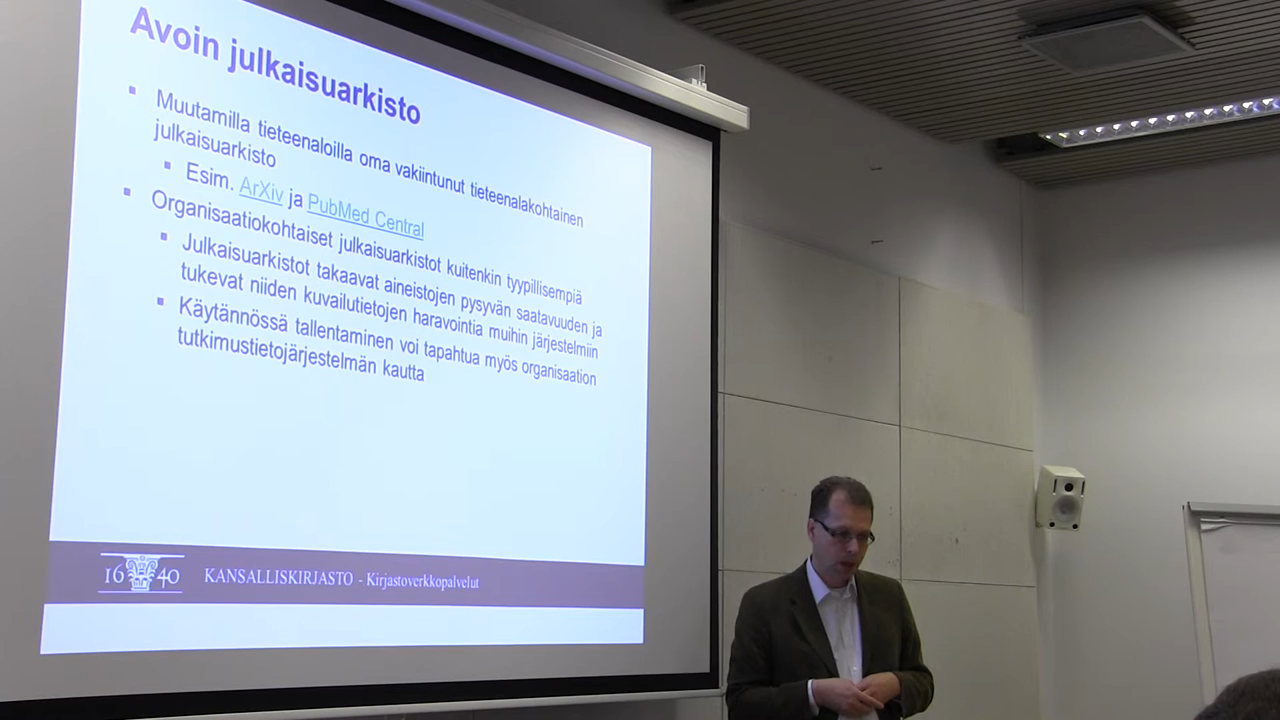 Avoin julkaisuarkisto
Muutamilla tieteenaloilla oma vakiintunut tieteenalakohtainen
julkaisuarkisto
Esim. ArXiv ja PubMed Central
Organisaatiokohtaiset julkaisuarkistot kuitenkin tyypillisempiä
Julkaisuarkistot takaavat aineistojen pysyvän saatavuuden ja
tukevat niiden kuvailutietojen haravointia muihin järjestelmiin
Käytännössä tallentaminen voi tapahtua myös organisaation
tutkimustietojärjestelmän kautta
1640 KANSALLISKIRJASTO - Kirjastoverkkopalvelut